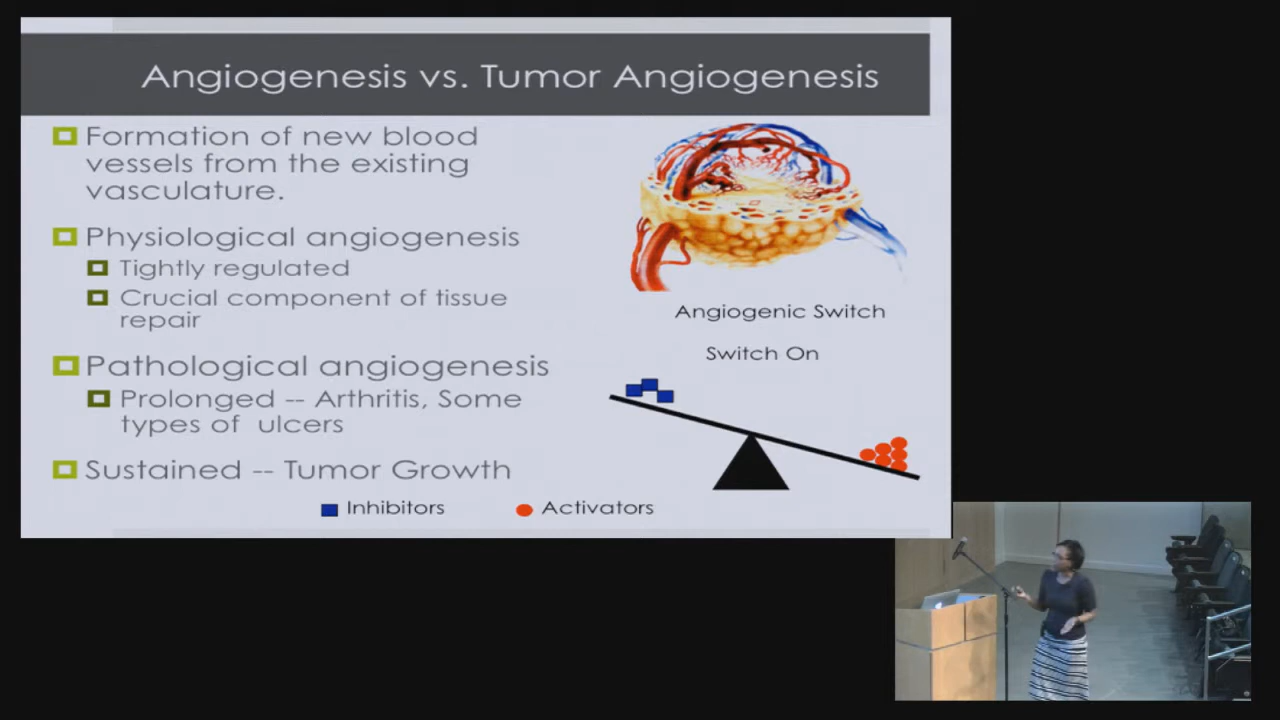 Angiogenesis vs. Tumor Angiogenesis
Formation of new blood
vessels from the existing
vasculature.
Physiological angiogenesis
Tightly regulated
Crucial component of tissue
repair
Pathological angiogenesis
Prolonged -- Arthritis, Some
types of ulcers
Sustained -- Tumor Growth
Angiogenic Switch
Switch On
Inhibitors
Activators